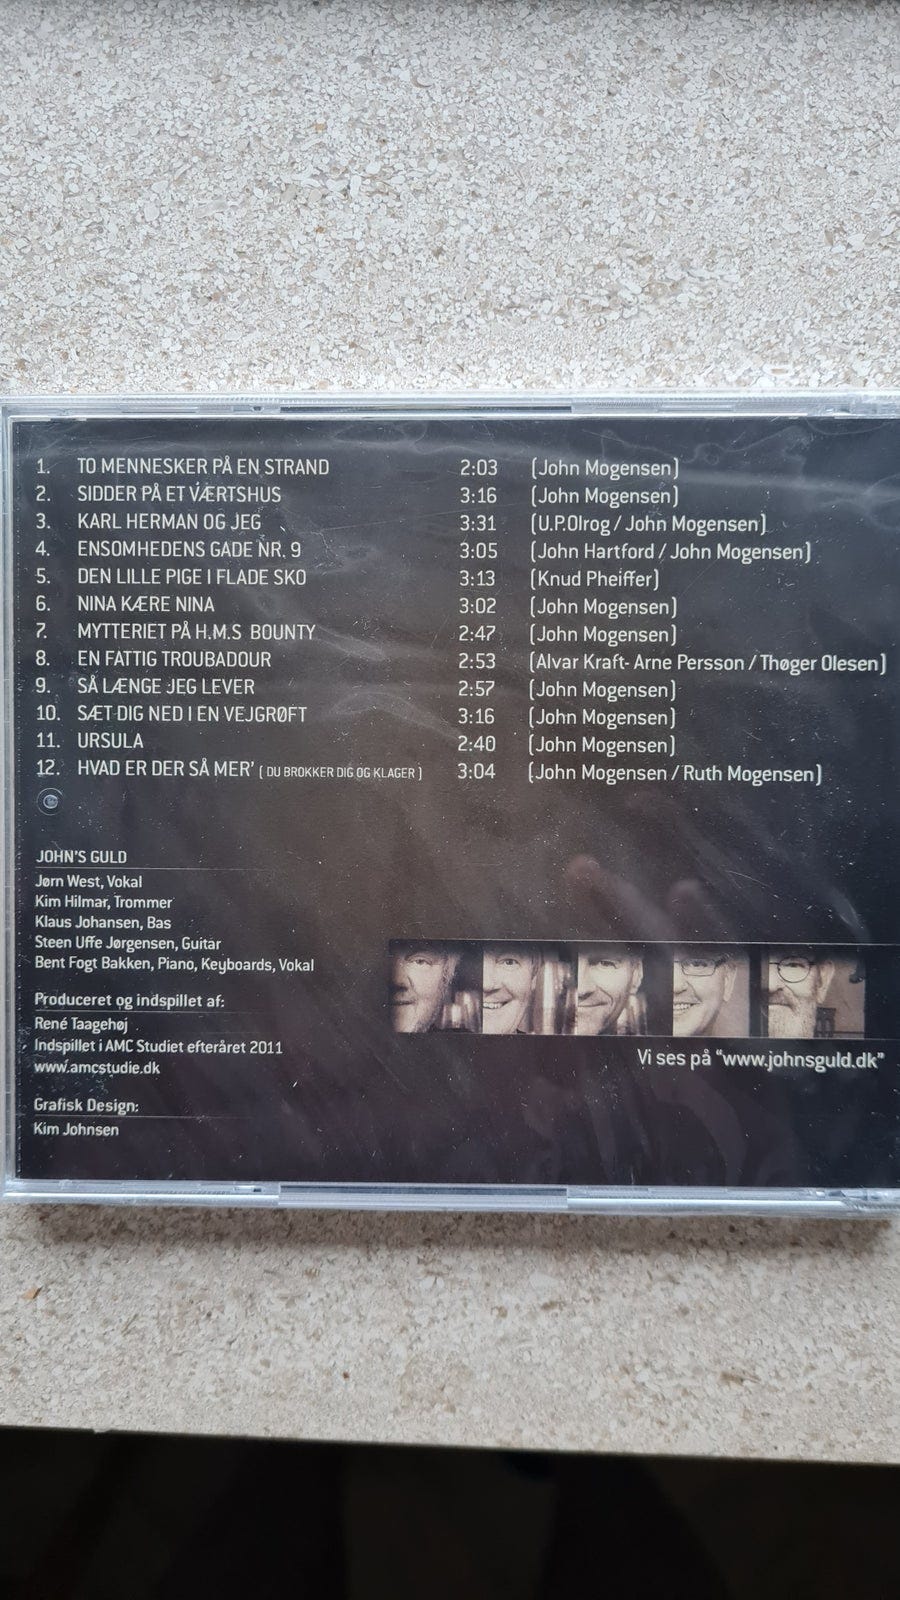 1. TO MENNESKER PÅ EN STRAND 2:03 (John Mogensen)
2. SIDDER PÅ ET VÆRTSHUS 3:16 (John Mogensen)
3. KARL HERMAN OG JEG 3:31 (U.P.Olrog / John Mogensen)
4. ENSOMHEDENS GADE NR. 9 3:05 (John Hartford / John Mogensen)
5. DEN LILLE PIGE I FLADE SKO 3:13 (Knud Pheiffer)
6. NINA KÆRE NINA 3:02 (John Mogensen)
7. MYTTERIET PÅ H.M.S BOUNTY 2:47 (John Mogensen)
8. EN FATTIG TROUBADOUR 2:53 (Alvar Kraft- Arne Persson / Thøger Olesen)
9. SÅ LÆNGE JEG LEVER 2:57 (John Mogensen)
10. SÆT DIG NED I EN VEJGRØFT 3:16 (John Mogensen)
11. URSULA 2:40 (John Mogensen)
12. HVAD ER DER SÅ MER' ( DU BROKKER DIG OG KLAGER ) 3:04 (John Mogensen / Ruth Mogensen)
JOHN'S GULD
Jørn West, Vokal
Kim Hilmar, Trommer
Klaus Johansen, Bas
Steen Uffe Jørgensen, Guitar
Bent Fogt Bakken, Piano, Keyboards, Vokal
Produceret og indspillet af:
René Taagehøj
Indspillet i AMC Studiet efteråret 2011
www.amcstudie.dk
Vi ses på "www.johnsguld.dk"
Grafisk Design:
Kim Johnsen